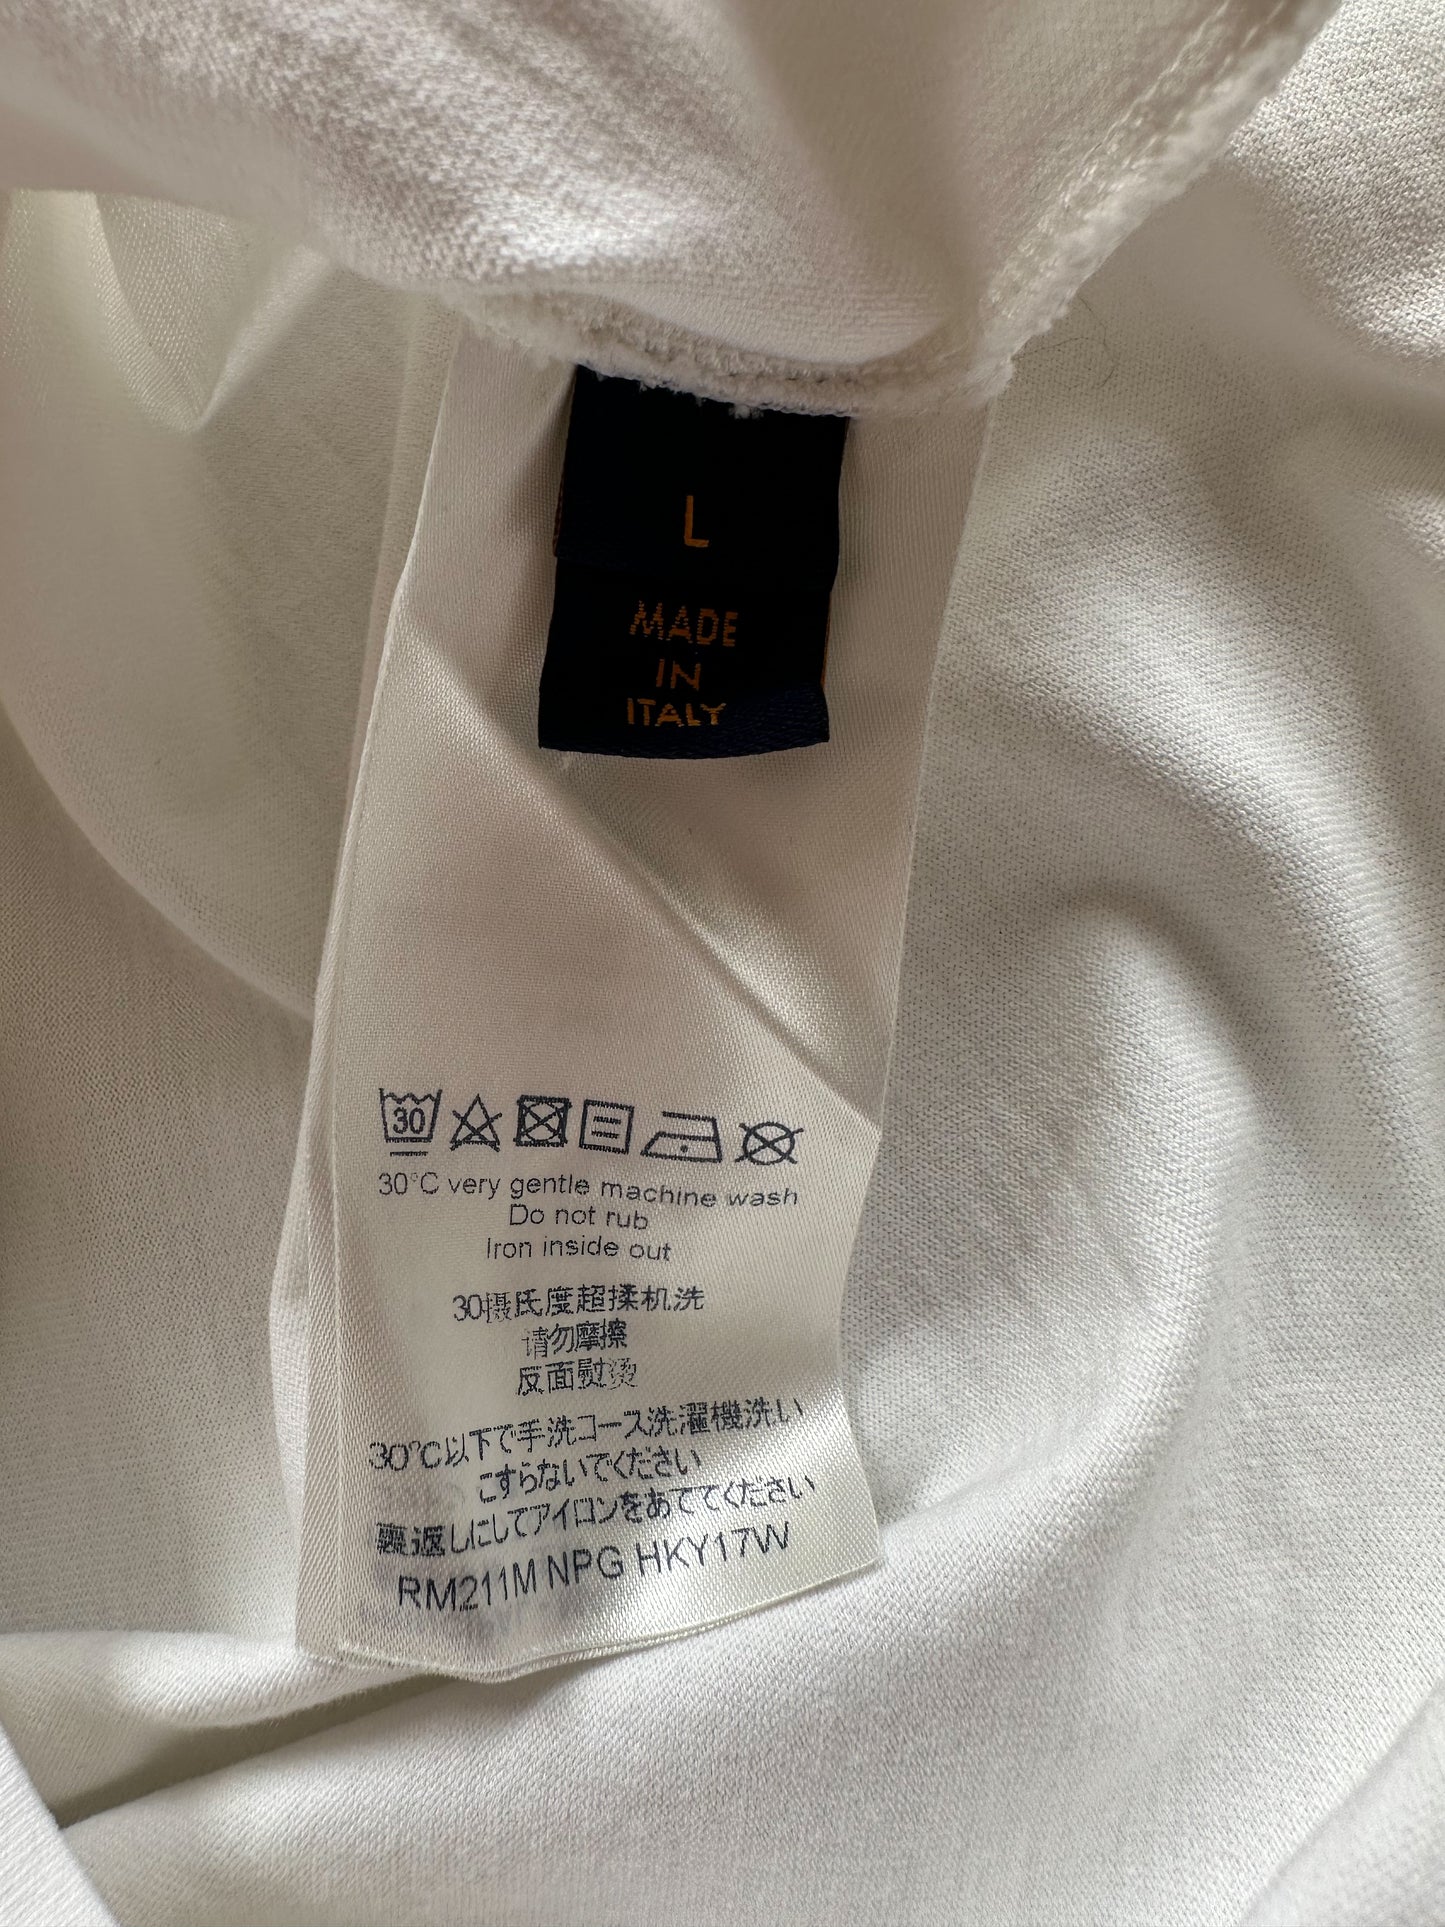 L
MADE
IN
ITALY
30
30°C very gentle machine wash
Do not rub
Iron inside out
30摄氏度超揉机洗
请勿摩擦
反面熨烫
30℃以下で手洗コース洗濯機洗い
こすらないでください
裏返しにしてアイロンをあててください
RM211M NPG HKY17W